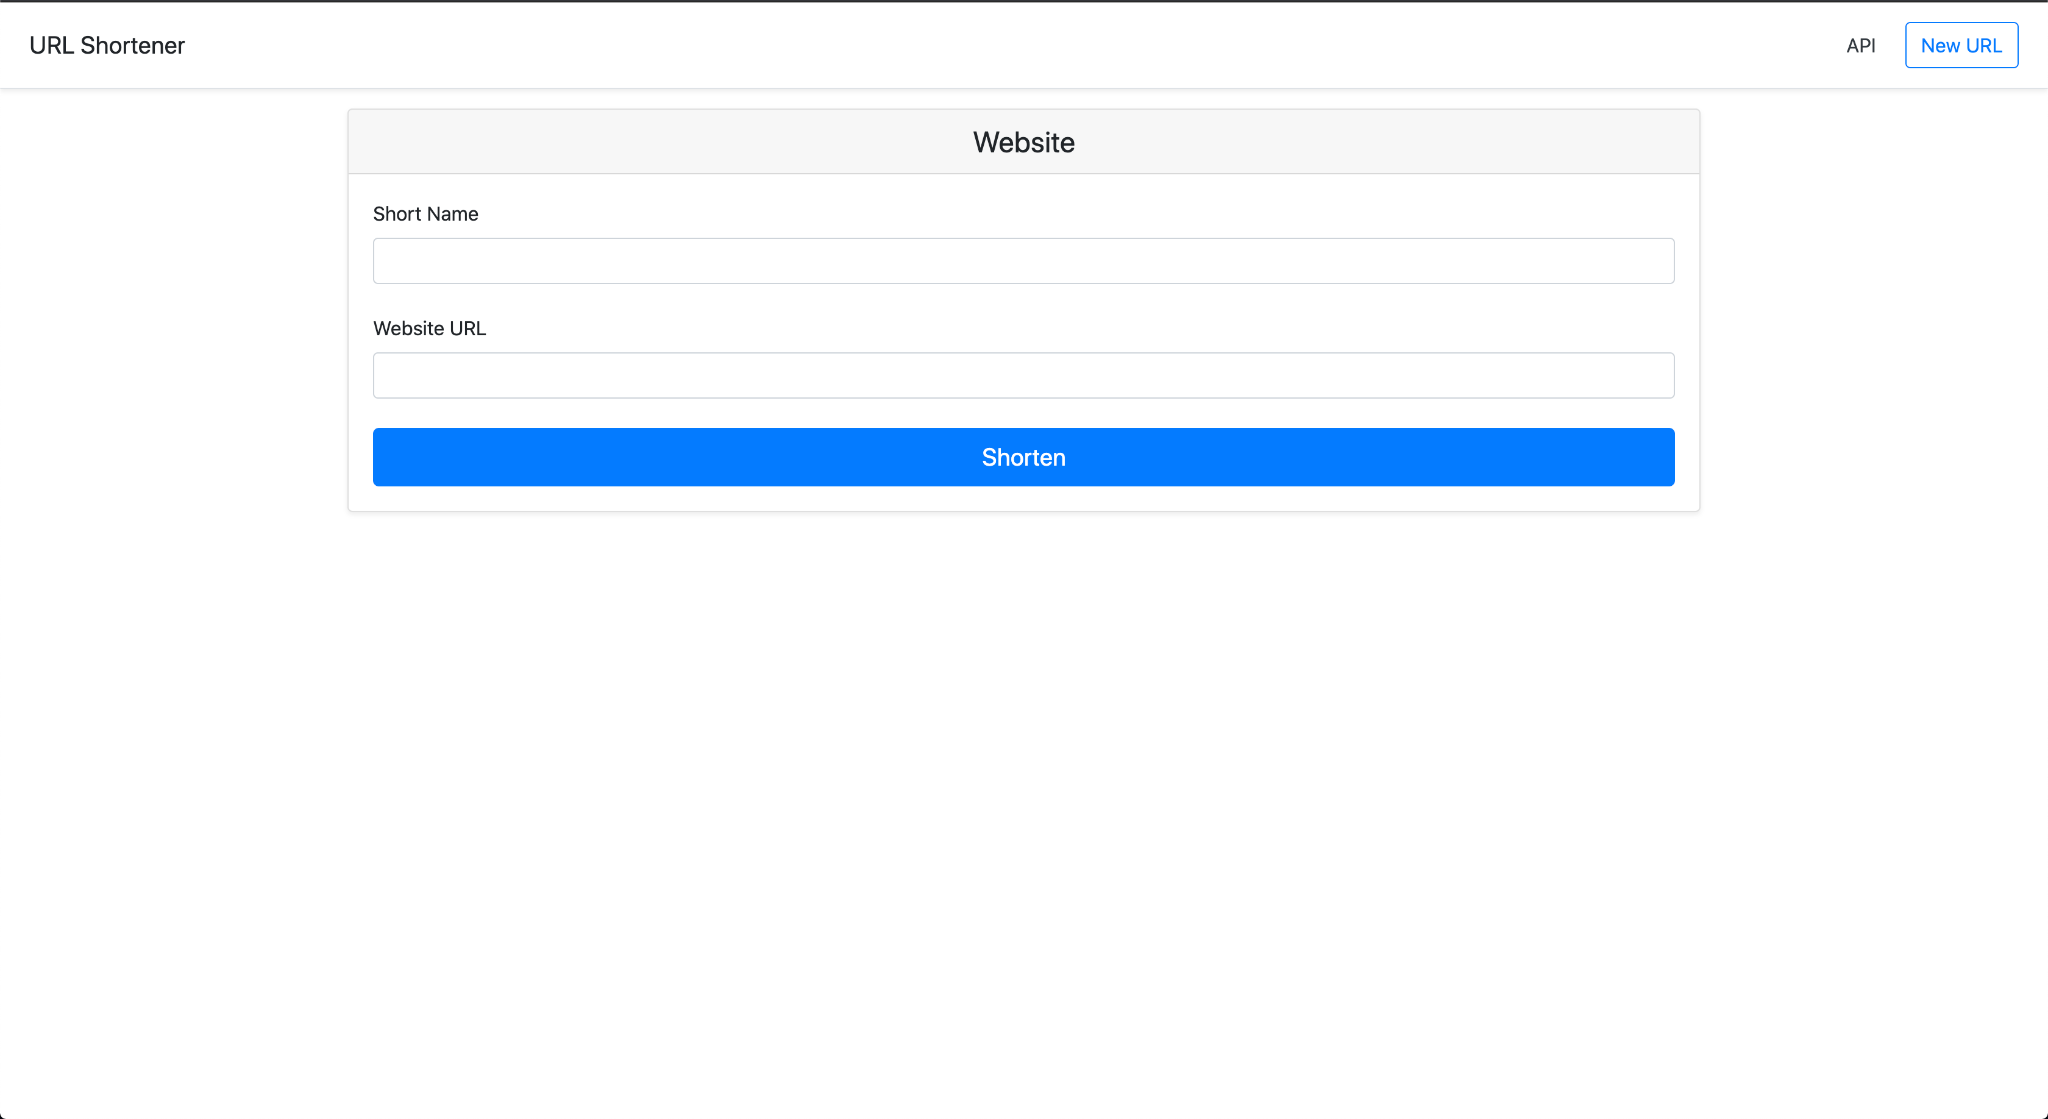 URL Shortener
API
New URL
Website
Short Name
Website URL
Shorten